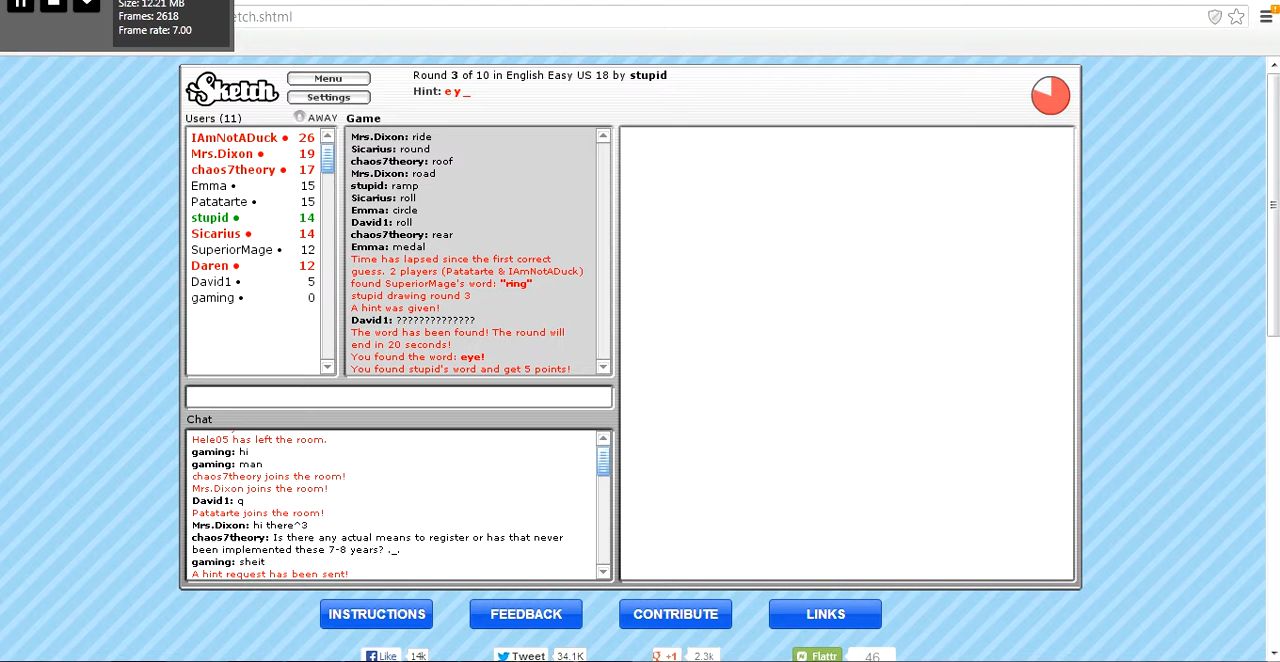 Size: 12.21 MB
Frames: 2618
Frame rate: 7.00
etch.shtml
iSketch
Menu
Settings
Round 3 of 10 in English Easy US 18 by stupid
Hint: e y _
Users (11)
AWAY
IAmNotADuck • 26
Mrs.Dixon • 19
chaos7theory • 17
Emma • 15
Patatarte • 15
stupid • 14
Sicarius • 14
SuperiorMage • 12
Daren • 12
David1 • 5
gaming • 0
Game
Mrs.Dixon: ride
Sicarius: round
chaos7theory: roof
Mrs.Dixon: road
stupid: ramp
Sicarius: roll
Emma: circle
David1: roll
chaos7theory: rear
Emma: medal
Time has lapsed since the first correct
guess. 2 players (Patatarte & IAmNotADuck)
found SuperiorMage's word: "ring"
stupid drawing round 3
A hint was given!
David1: ??????????????
The word has been found! The round will
end in 20 seconds!
You found the word: eye!
You found stupid's word and get 5 points!
Chat
Hele05 has left the room.
gaming: hi
gaming: man
chaos7theory joins the room!
Mrs.Dixon joins the room!
David1: q
Patatarte joins the room!
Mrs.Dixon: hi there^3
chaos7theory: Is there any actual means to register or has that never
been implemented these 7-8 years? ._.
gaming: sheit
A hint request has been sent!
INSTRUCTIONS
FEEDBACK
CONTRIBUTE
LINKS
Like 14k
Tweet 34.1K
+1 2.3k
Flattr 46